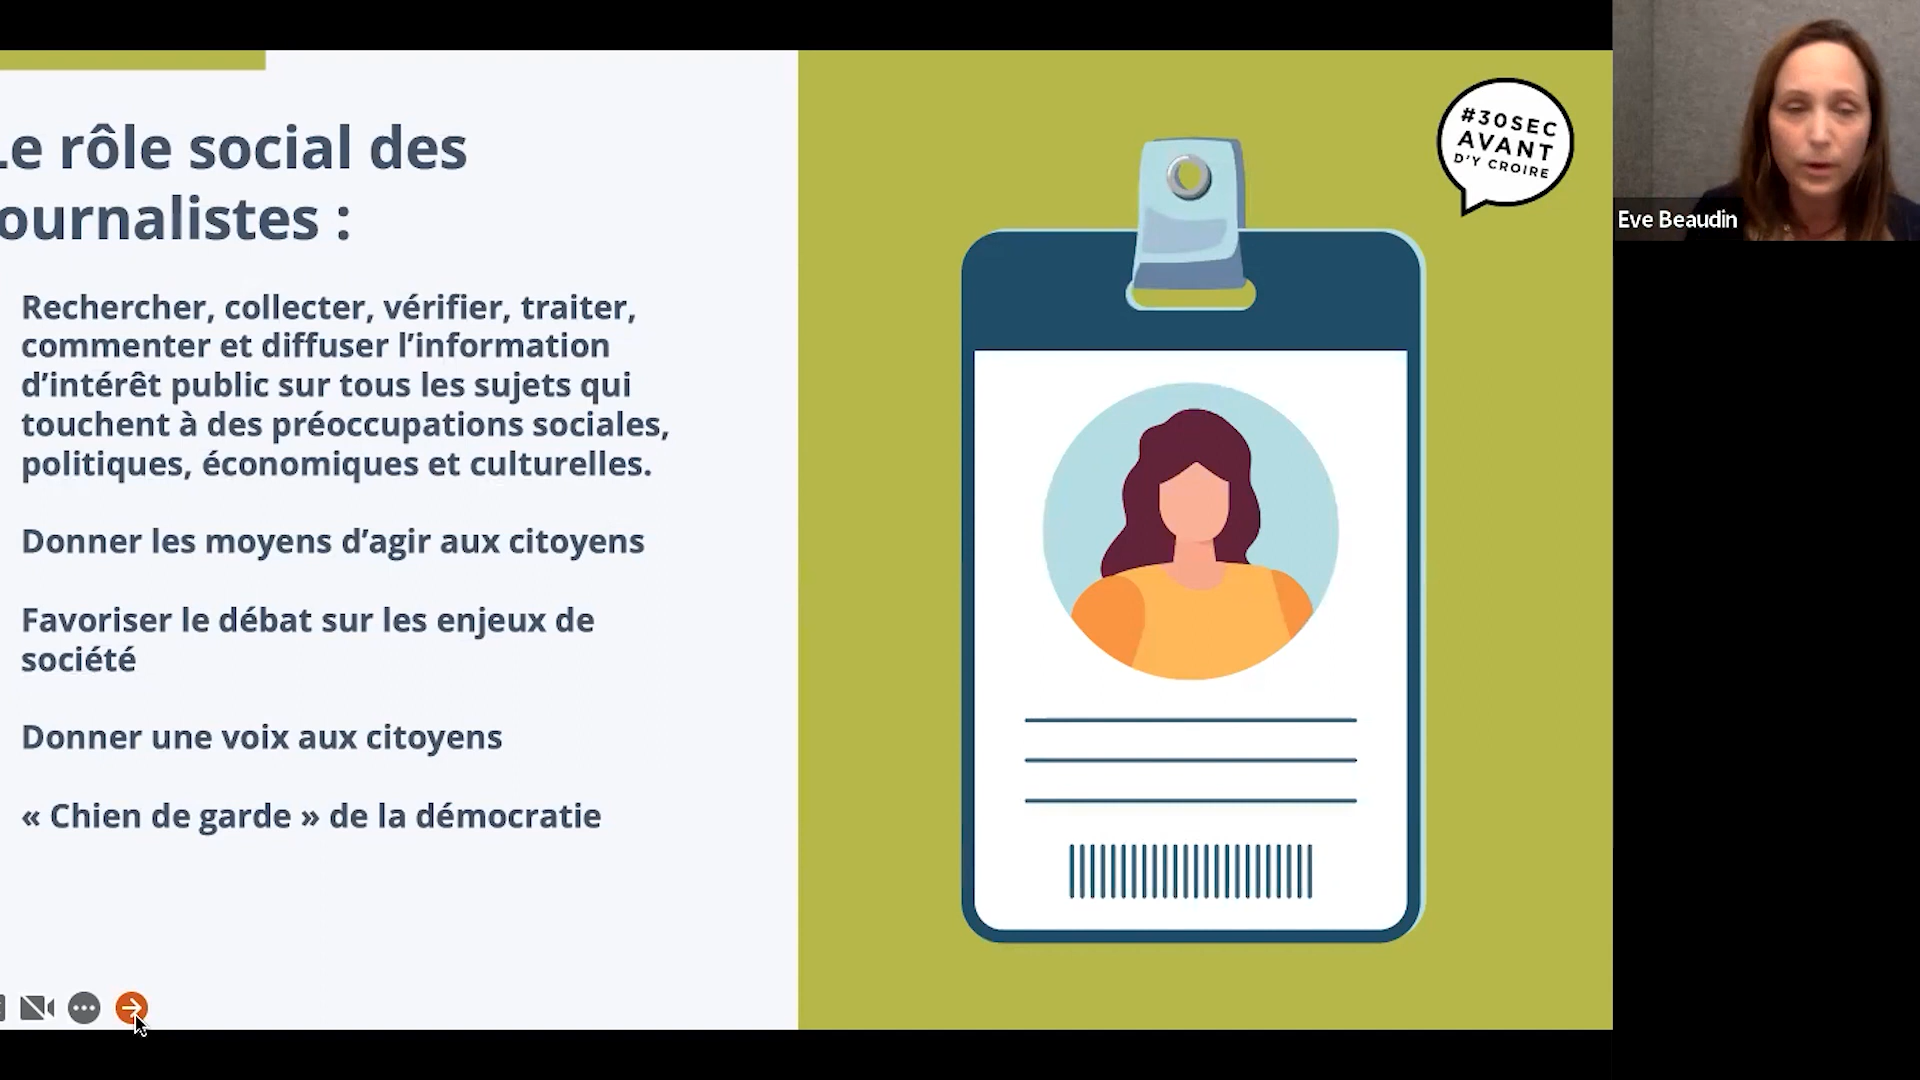 Le rôle social des
ournalistes :
Rechercher, collecter, vérifier, traiter,
commenter et diffuser l’information
d’intérêt public sur tous les sujets qui
touchent à des préoccupations sociales,
politiques, économiques et culturelles.
Donner les moyens d’agir aux citoyens
Favoriser le débat sur les enjeux de
société
Donner une voix aux citoyens
« Chien de garde » de la démocratie
#30SEC
AVANT
D'Y CROIRE
Eve Beaudin